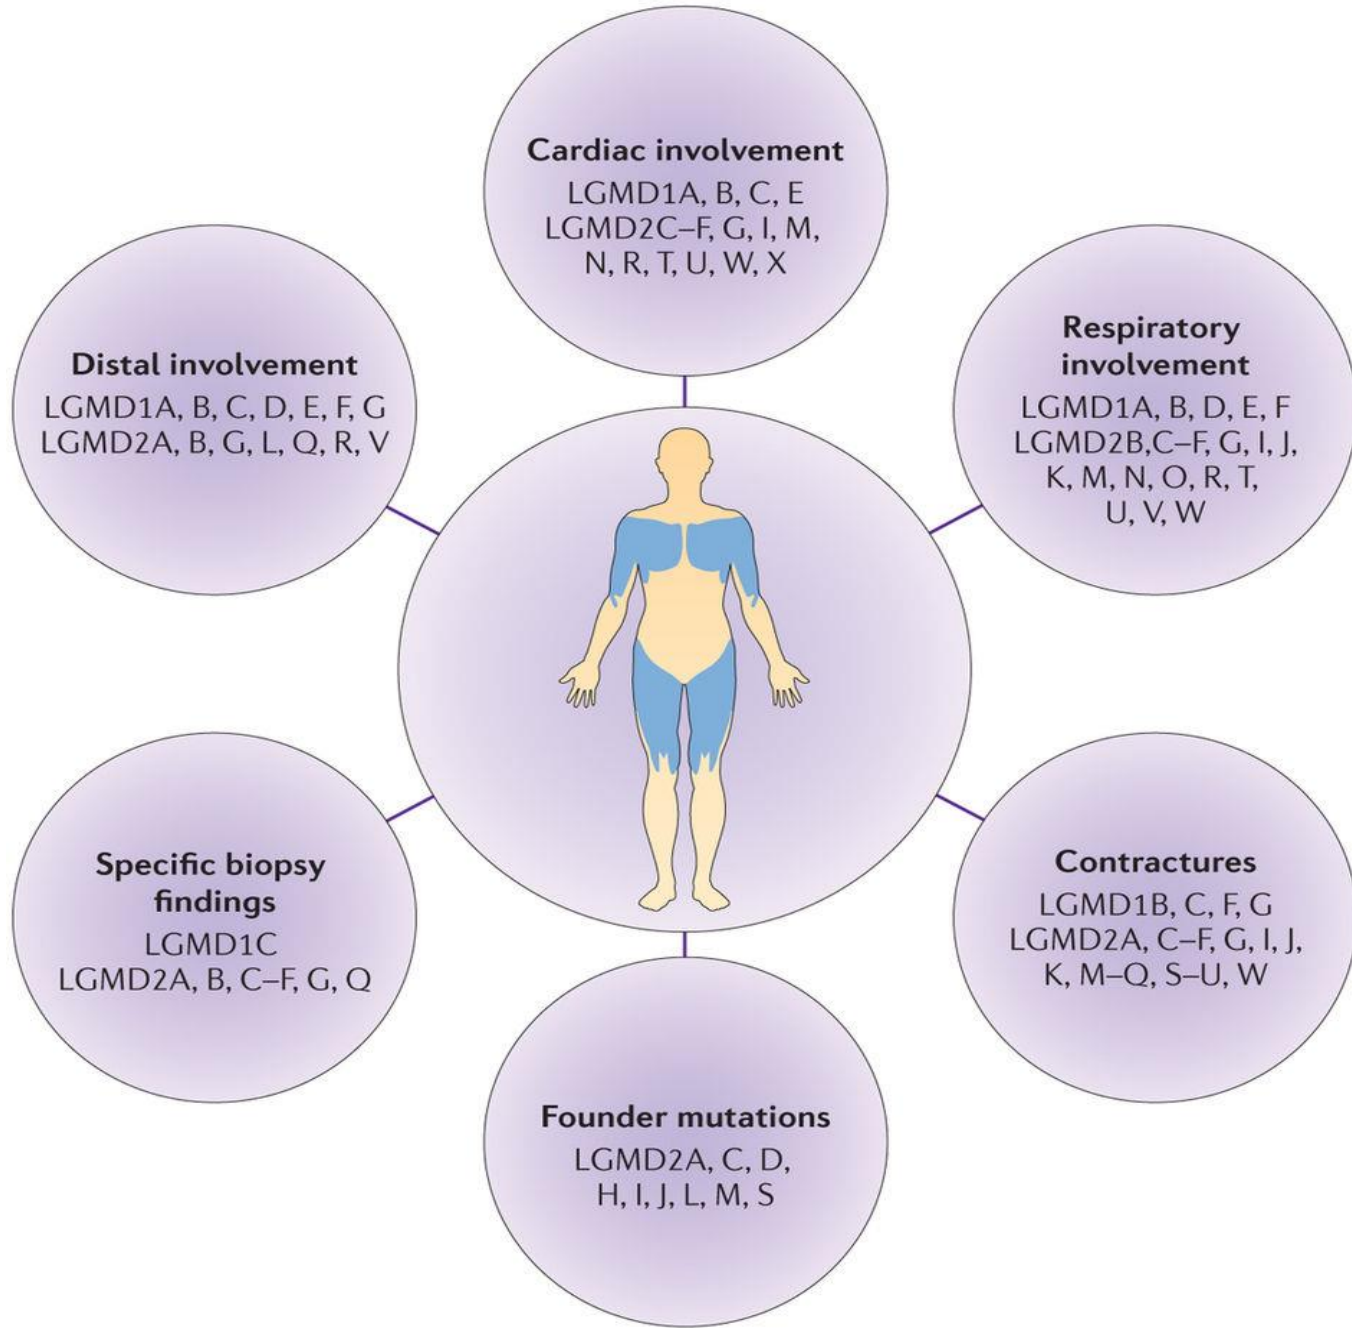 Cardiac involvement
LGMD1A, B, C, E
LGMD2C–F, G, I, M,
N, R, T, U, W, X
Respiratory
involvement
LGMD1A, B, D, E, F
LGMD2B,C–F, G, I, J,
K, M, N, O, R, T,
U, V, W
Contractures
LGMD1B, C, F, G
LGMD2A, C–F, G, I, J,
K, M–Q, S–U, W
Founder mutations
LGMD2A, C, D,
H, I, J, L, M, S
Specific biopsy
findings
LGMD1C
LGMD2A, B, C–F, G, Q
Distal involvement
LGMD1A, B, C, D, E, F, G
LGMD2A, B, G, L, Q, R, V